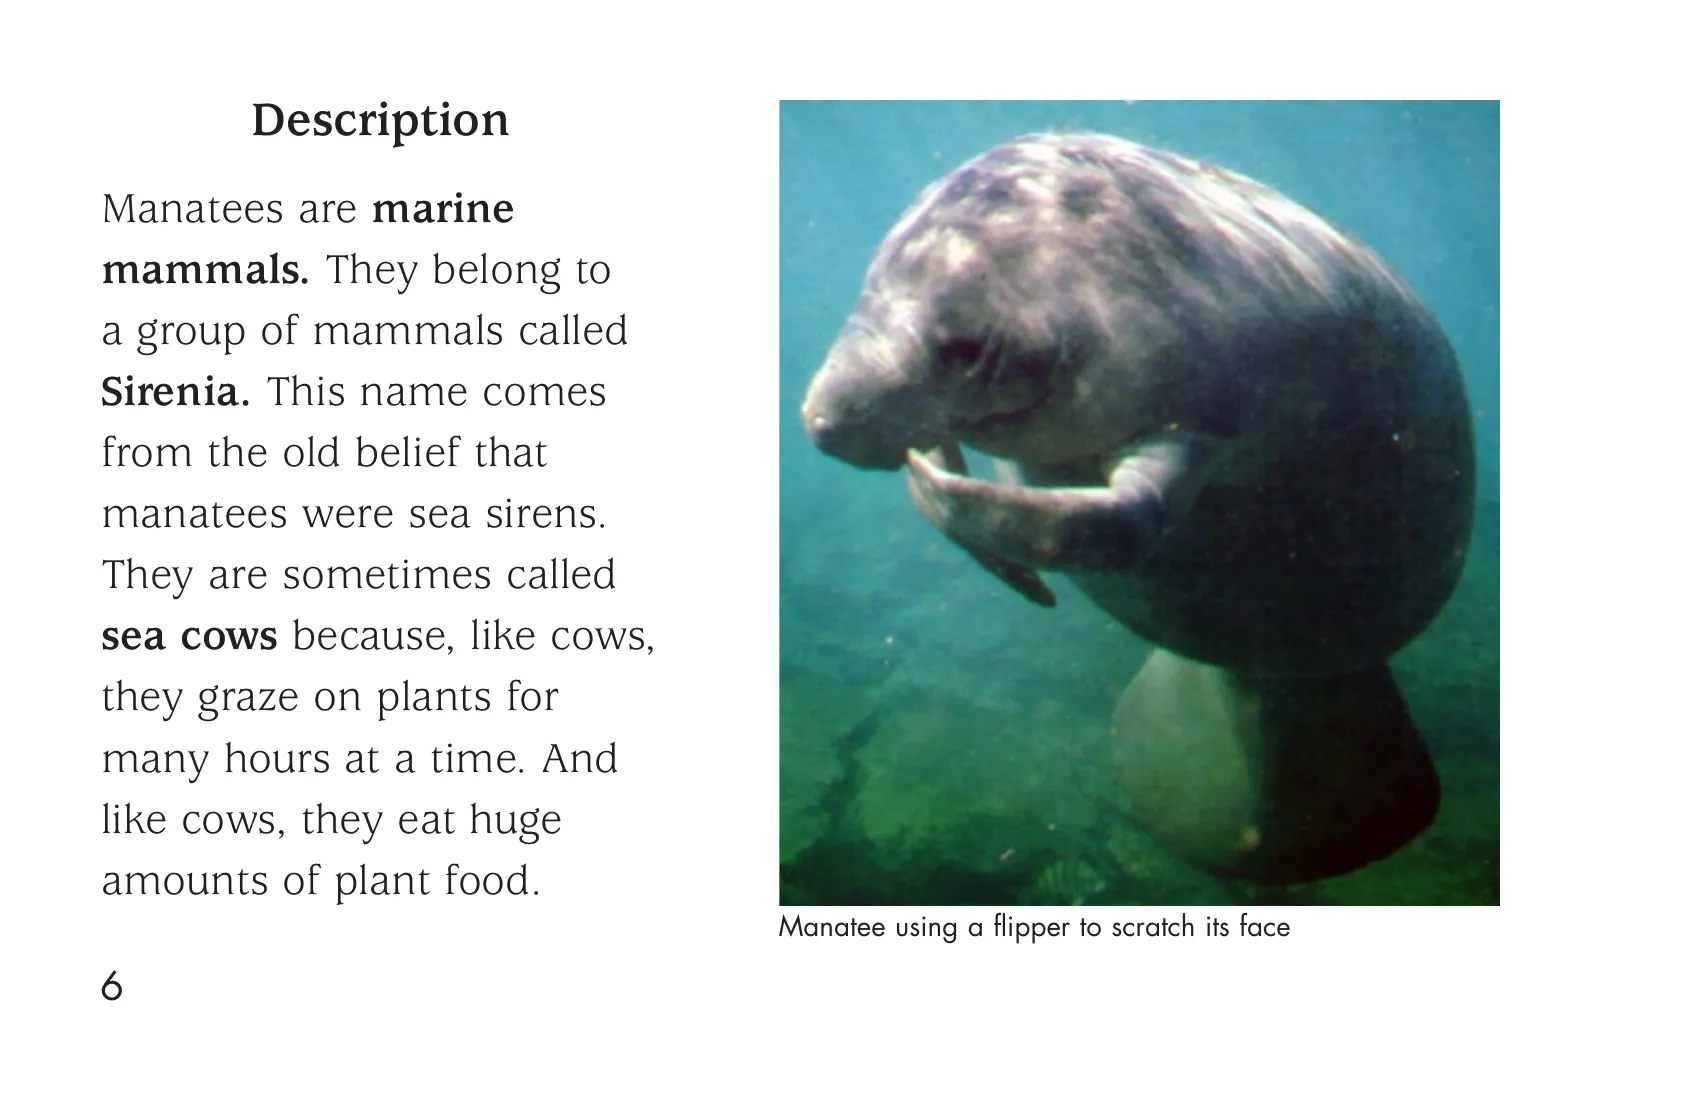 Description
Manatees are marine
mammals. They belong to
a group of mammals called
Sirenia. This name comes
from the old belief that
manatees were sea sirens.
They are sometimes called
sea cows because, like cows,
they graze on plants for
many hours at a time. And
like cows, they eat huge
amounts of plant food.
Manatee using a flipper to scratch its face
6